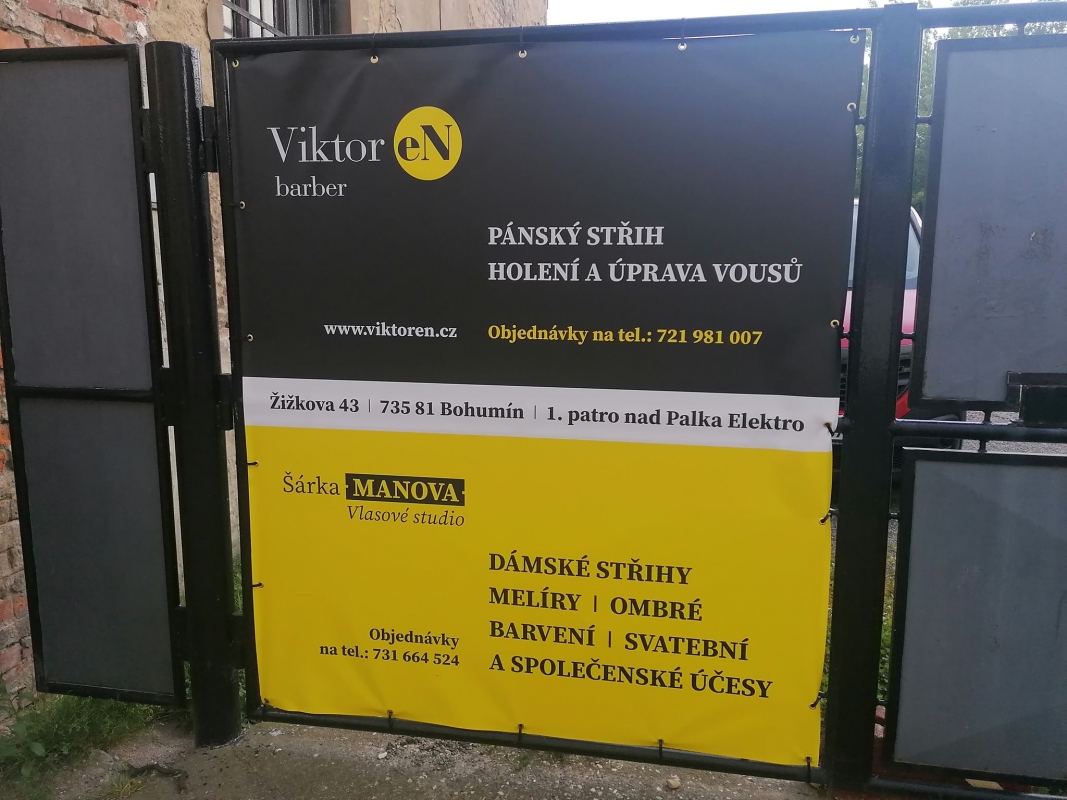 Viktor eN
barber
PÁNSKÝ STŘIH
HOLENÍ A ÚPRAVA VOUSŮ
www.viktoren.cz
Objednávky na tel.: 721 981 007
Žižkova 43 | 735 81 Bohumín | 1. patro nad Palka Elektro
Šárka MANOVA
Vlasové studio
DÁMSKÉ STŘIHY
MELÍRY | OMBRÉ
BARVENÍ | SVATEBNÍ
A SPOLEČENSKÉ ÚČESY
Objednávky
na tel.: 731 664 524